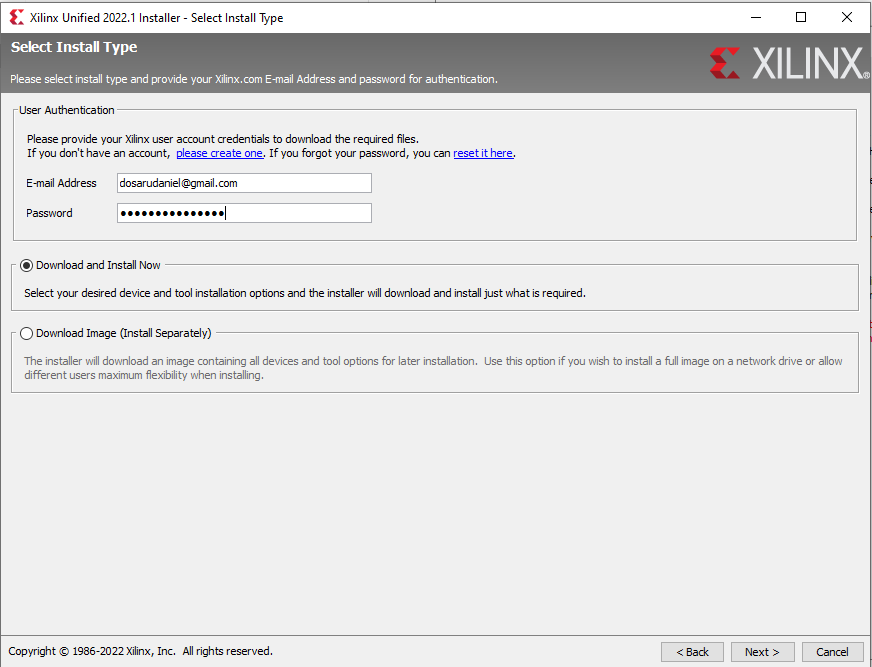 Xilinx Unified 2022.1 Installer - Select Install Type
Select Install Type
Please select install type and provide your Xilinx.com E-mail Address and password for authentication.
XILINX®
User Authentication
Please provide your Xilinx user account credentials to download the required files.
If you don't have an account, please create one. If you forgot your password, you can reset it here.
E-mail Address dosarudaniel@gmail.com
Password ●●●●●●●●●●●●●●●
Download and Install Now
Select your desired device and tool installation options and the installer will download and install just what is required.
Download Image (Install Separately)
The installer will download an image containing all devices and tool options for later installation. Use this option if you wish to install a full image on a network drive or allow
different users maximum flexibility when installing.
Copyright © 1986-2022 Xilinx, Inc. All rights reserved.
< Back Next > Cancel